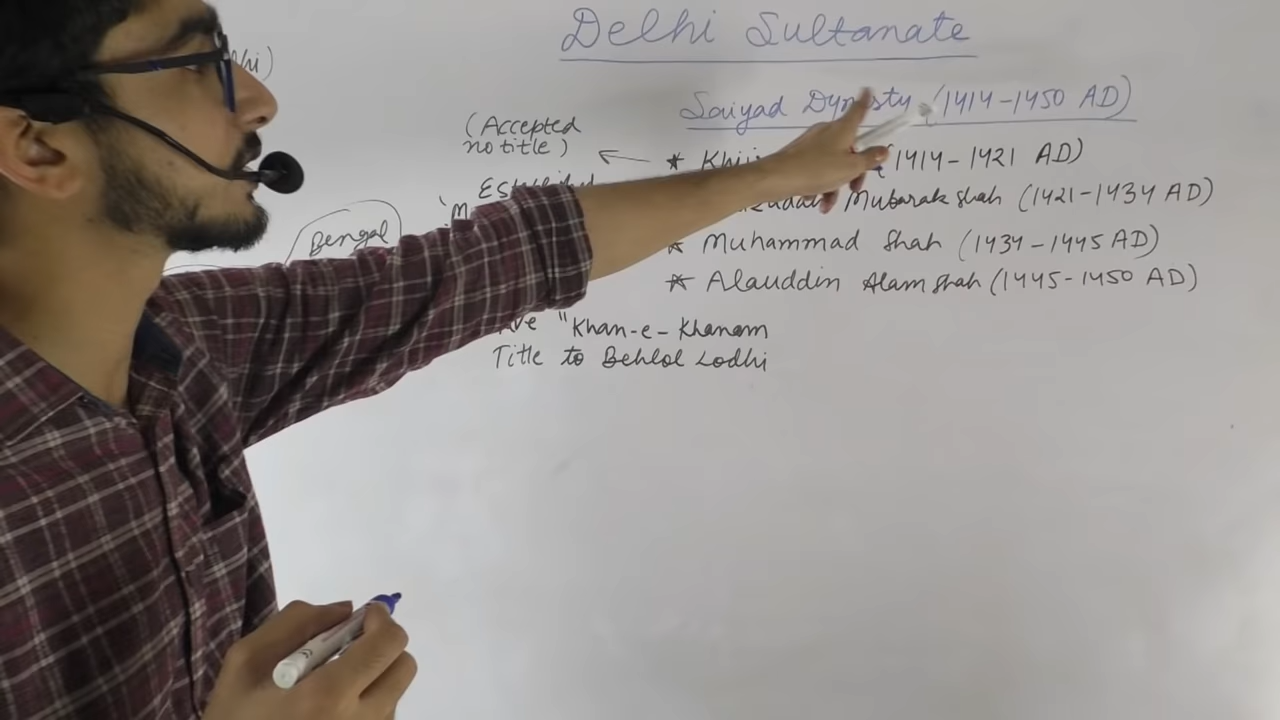 Delhi Sultanate
Saiyad Dynasty (1414-1450 AD)
(Accepted
no title)
* (1414-1421 AD)
Mubarak Shah (1421-1434 AD)
* Muhammad Shah (1434-1445 AD)
* Alauddin Alam Shah (1445-1450 AD)
Bengal
"Khan-e-Khanam
Title to Behlol Lodhi